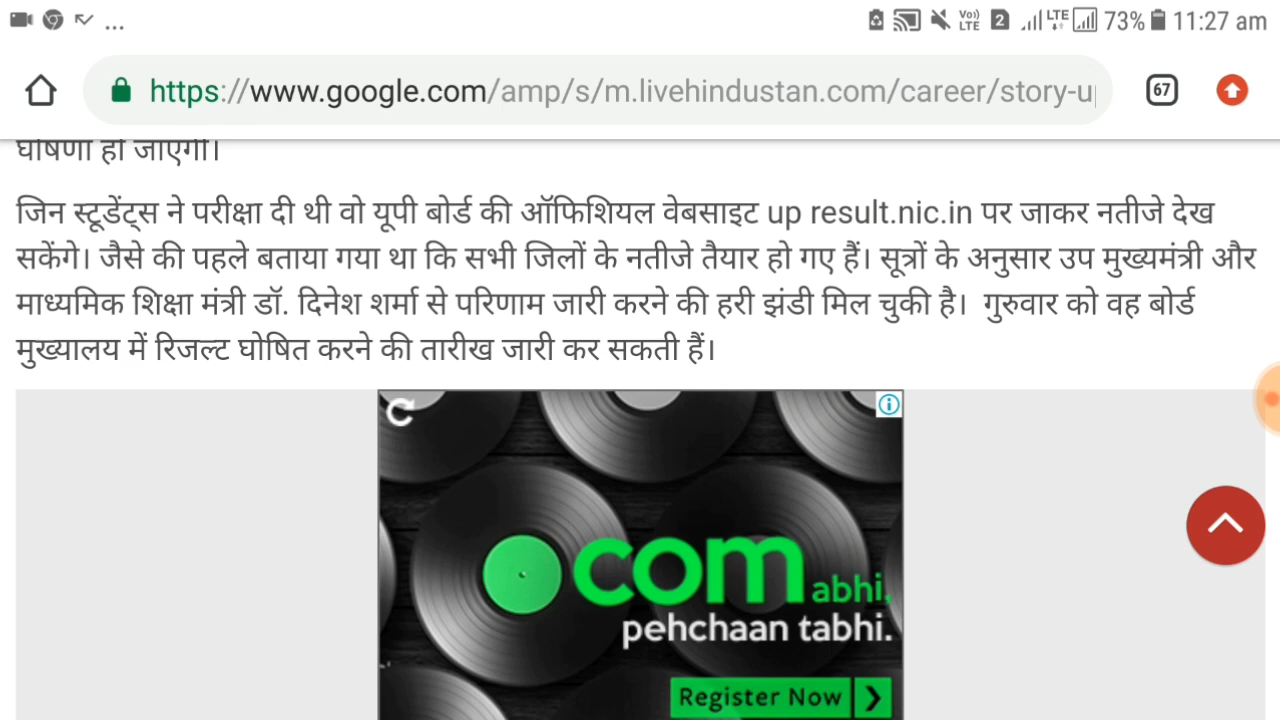 73% 11:27 am
https://www.google.com/amp/s/m.livehindustan.com/career/story-u
67
घोषणा हो जाएगी।
जिन स्टूडेंट्स ने परीक्षा दी थी वो यूपी बोर्ड की ऑफिशियल वेबसाइट up result.nic.in पर जाकर नतीजे देख
सकेंगे। जैसे की पहले बताया गया था कि सभी जिलों के नतीजे तैयार हो गए हैं। सूत्रों के अनुसार उप मुख्यमंत्री और
माध्यमिक शिक्षा मंत्री डॉ. दिनेश शर्मा से परिणाम जारी करने की हरी झंडी मिल चुकी है। गुरुवार को वह बोर्ड
मुख्यालय में रिजल्ट घोषित करने की तारीख जारी कर सकती हैं।
com abhi,
pehchaan tabhi.
Register Now